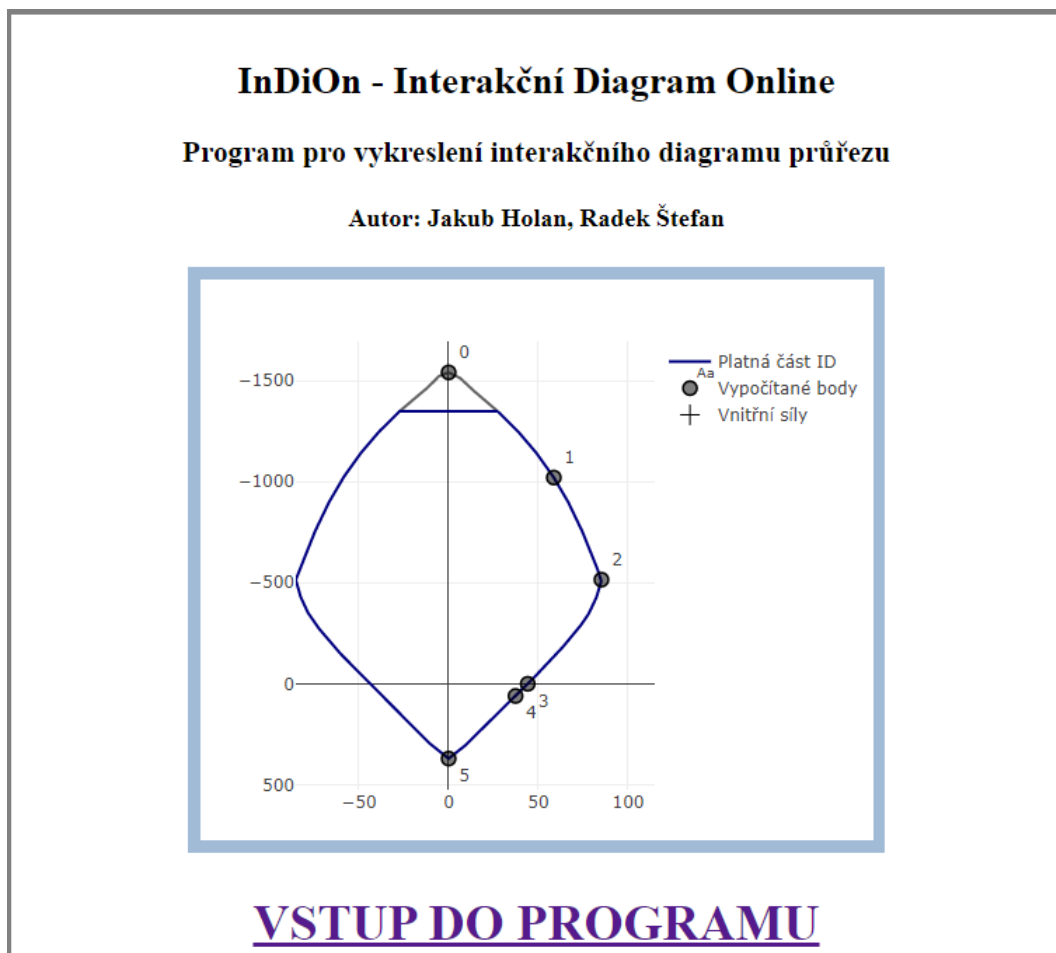 InDiOn - Interakční Diagram Online
Program pro vykreslení interakčního diagramu průřezu
Autor: Jakub Holan, Radek Štefan
0
Platná část ID
−1500
Aa
Vypočítané body
Vnitřní síly
1
−1000
2
−500
0
3
4
5
500
−50
0
50
100
VSTUP DO PROGRAMU